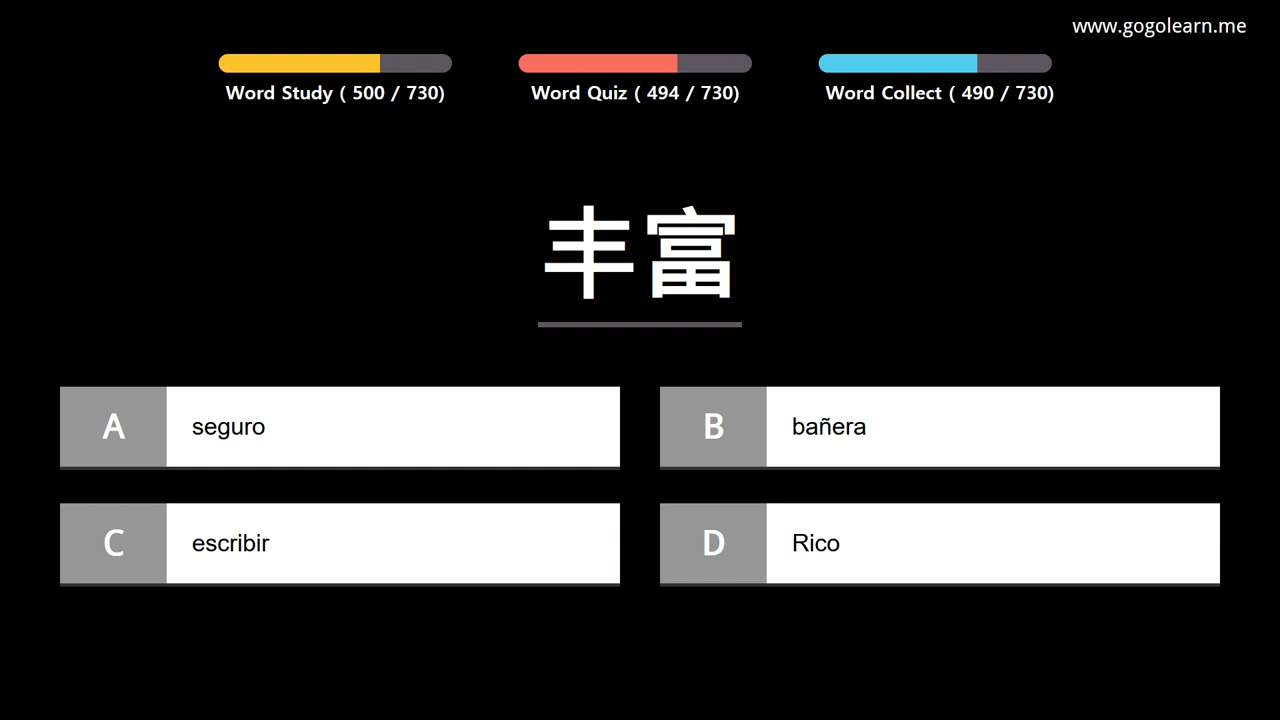 www.gogolearn.me
Word Study ( 500 / 730)
Word Quiz ( 494 / 730)
Word Collect ( 490 / 730)
丰富
A seguro
B bañera
C escribir
D Rico